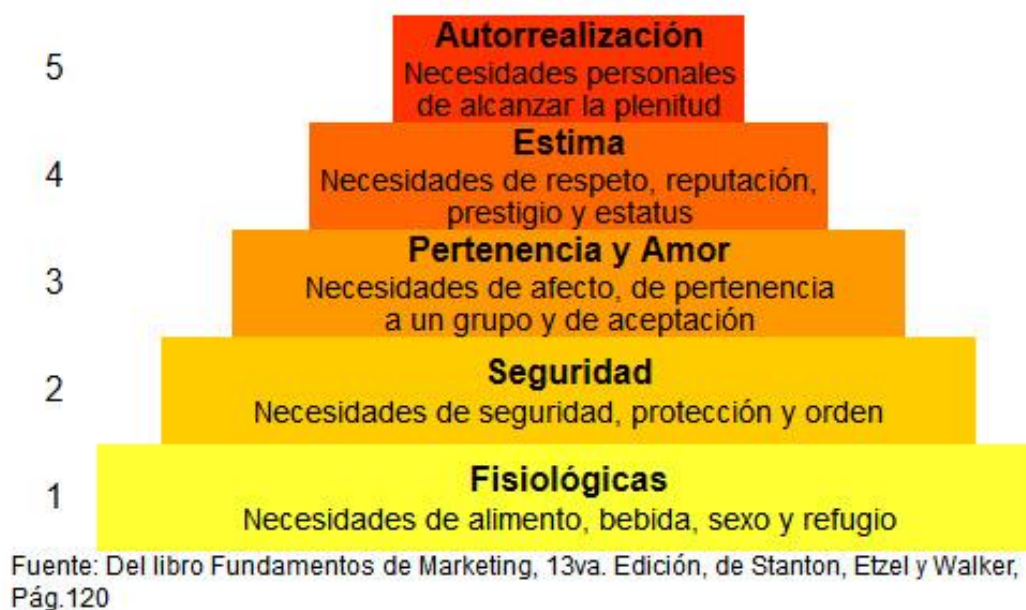 5
Autorrealización
Necesidades personales
de alcanzar la plenitud
4
Estima
Necesidades de respeto, reputación,
prestigio y estatus
3
Pertenencia y Amor
Necesidades de afecto, de pertenencia
a un grupo y de aceptación
2
Seguridad
Necesidades de seguridad, protección y orden
1
Fisiológicas
Necesidades de alimento, bebida, sexo y refugio
Fuente: Del libro Fundamentos de Marketing, 13va. Edición, de Stanton, Etzel y Walker,
Pág.120